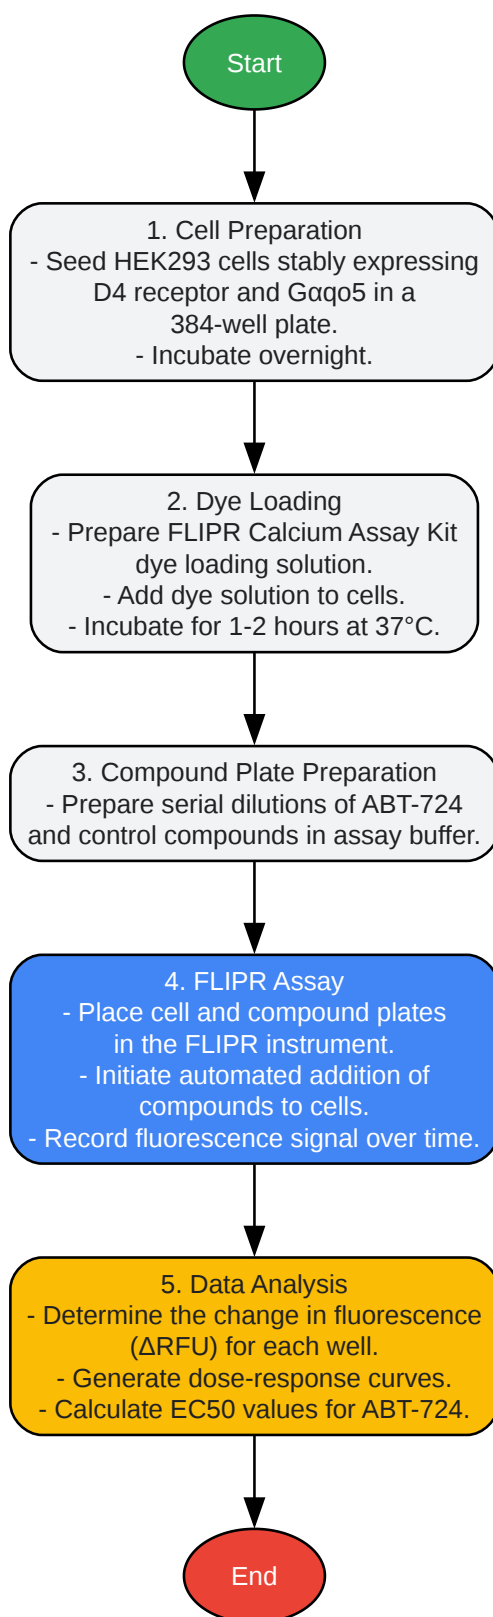 Start
1. Cell Preparation
- Seed HEK293 cells stably expressing
D4 receptor and Gαqo5 in a
384-well plate.
- Incubate overnight.
2. Dye Loading
- Prepare FLIPR Calcium Assay Kit
dye loading solution.
- Add dye solution to cells.
- Incubate for 1-2 hours at 37°C.
3. Compound Plate Preparation
- Prepare serial dilutions of ABT-724
and control compounds in assay buffer.
4. FLIPR Assay
- Place cell and compound plates
in the FLIPR instrument.
- Initiate automated addition of
compounds to cells.
- Record fluorescence signal over time.
5. Data Analysis
- Determine the change in fluorescence
(ΔRFU) for each well.
- Generate dose-response curves.
- Calculate EC50 values for ABT-724.
End